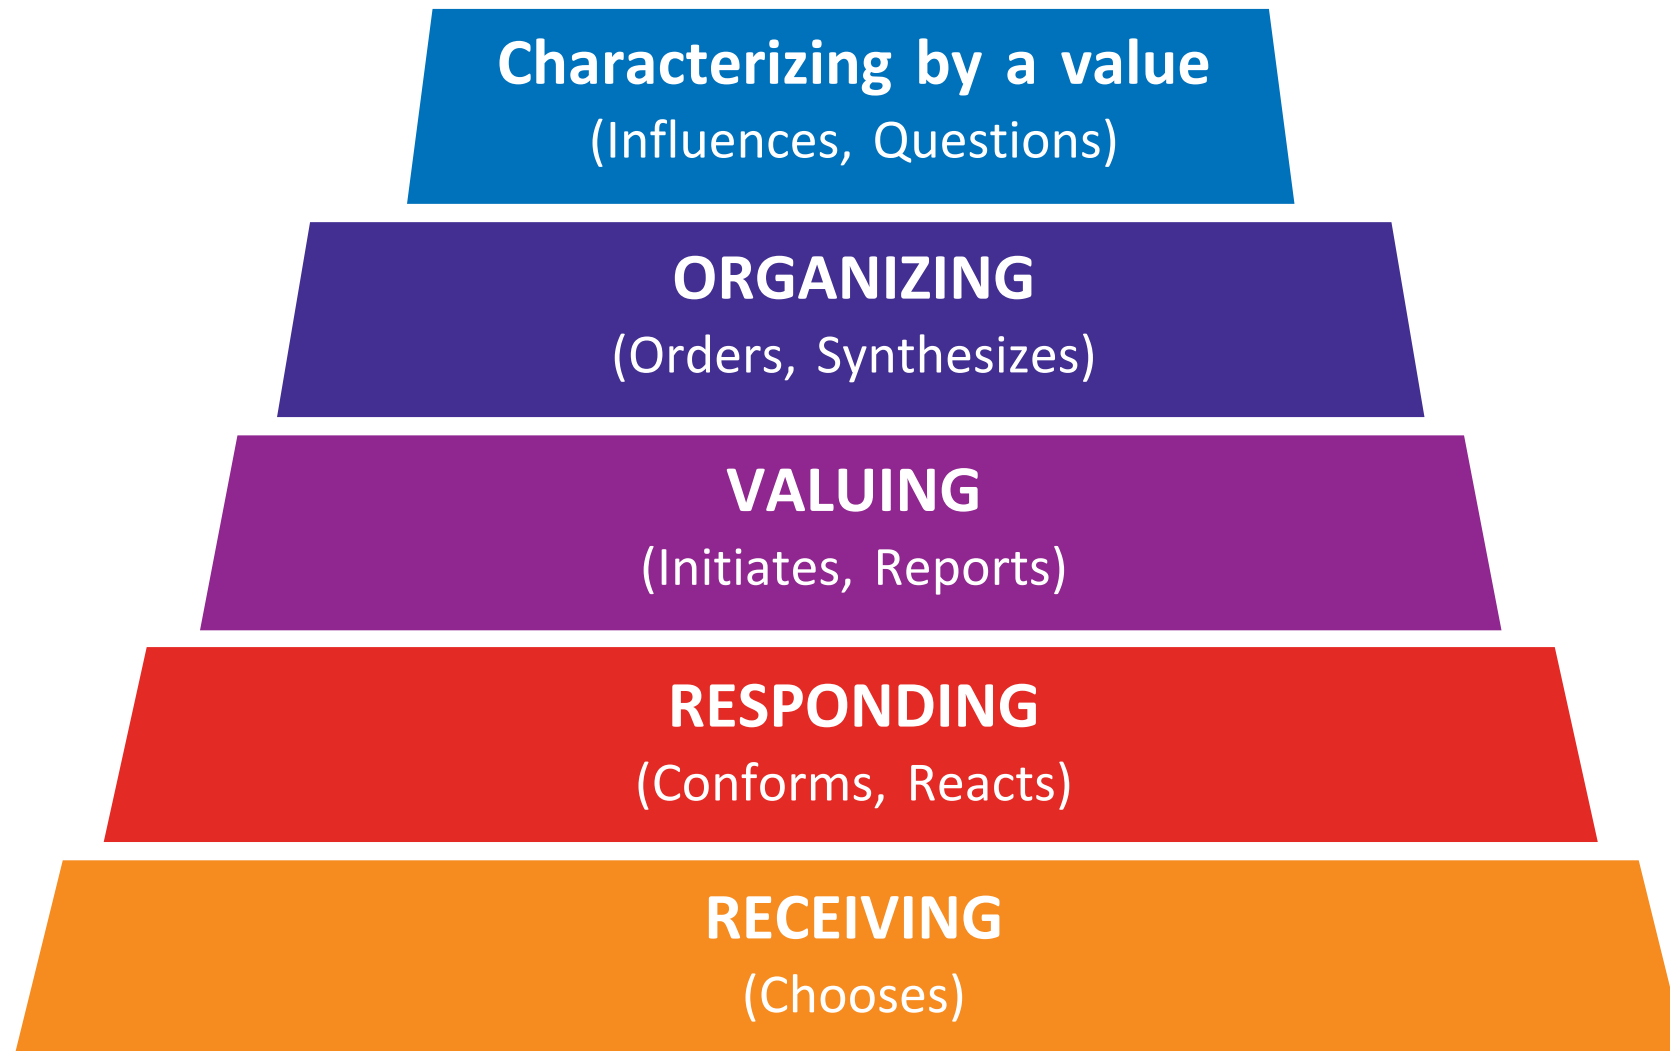 Characterizing by a value
(Influences, Questions)
ORGANIZING
(Orders, Synthesizes)
VALUING
(Initiates, Reports)
RESPONDING
(Conforms, Reacts)
RECEIVING
(Chooses)